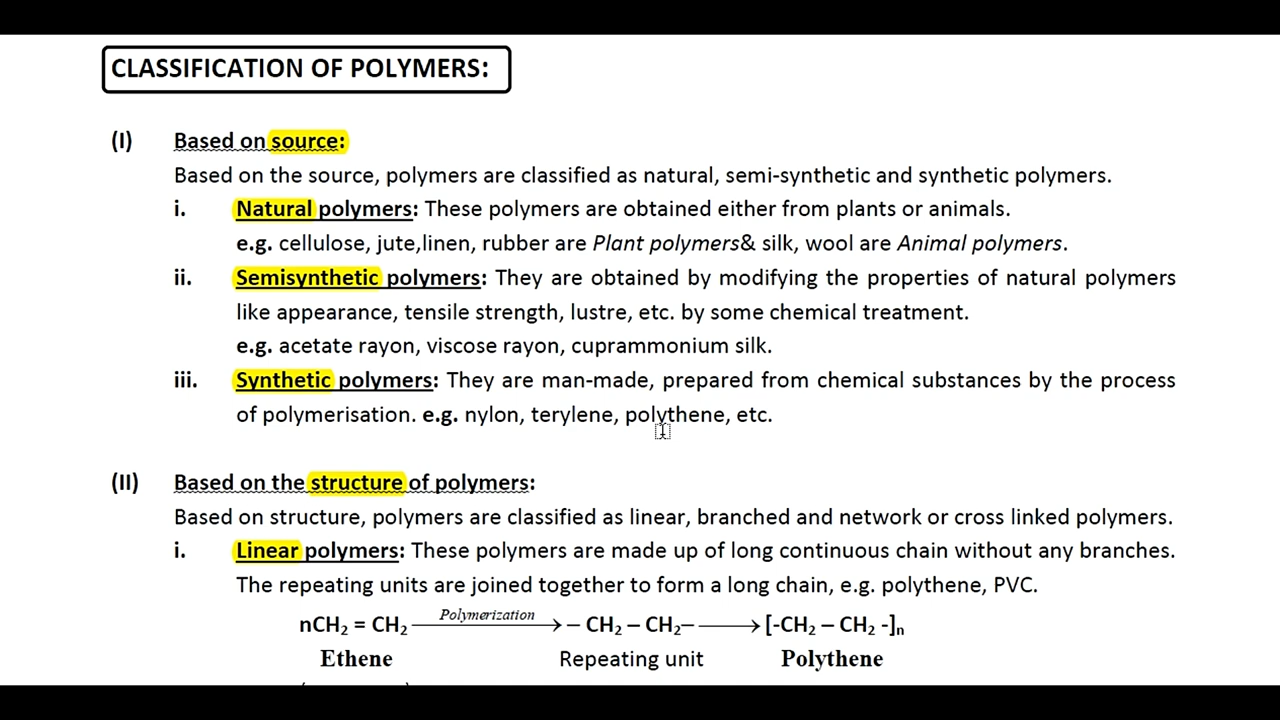 CLASSIFICATION OF POLYMERS:
(I) Based on source:
Based on the source, polymers are classified as natural, semi-synthetic and synthetic polymers.
i. Natural polymers: These polymers are obtained either from plants or animals.
e.g. cellulose, jute,linen, rubber are Plant polymers& silk, wool are Animal polymers.
ii. Semisynthetic polymers: They are obtained by modifying the properties of natural polymers
like appearance, tensile strength, lustre, etc. by some chemical treatment.
e.g. acetate rayon, viscose rayon, cuprammonium silk.
iii. Synthetic polymers: They are man-made, prepared from chemical substances by the process
of polymerisation. e.g. nylon, terylene, polythene, etc.
(II) Based on the structure of polymers:
Based on structure, polymers are classified as linear, branched and network or cross linked polymers.
i. Linear polymers: These polymers are made up of long continuous chain without any branches.
The repeating units are joined together to form a long chain, e.g. polythene, PVC.
nCH₂ = CH₂ —Polymerization→ – CH₂ – CH₂– ⟶ [-CH₂ – CH₂ -]ₙ
Ethene Repeating unit Polythene